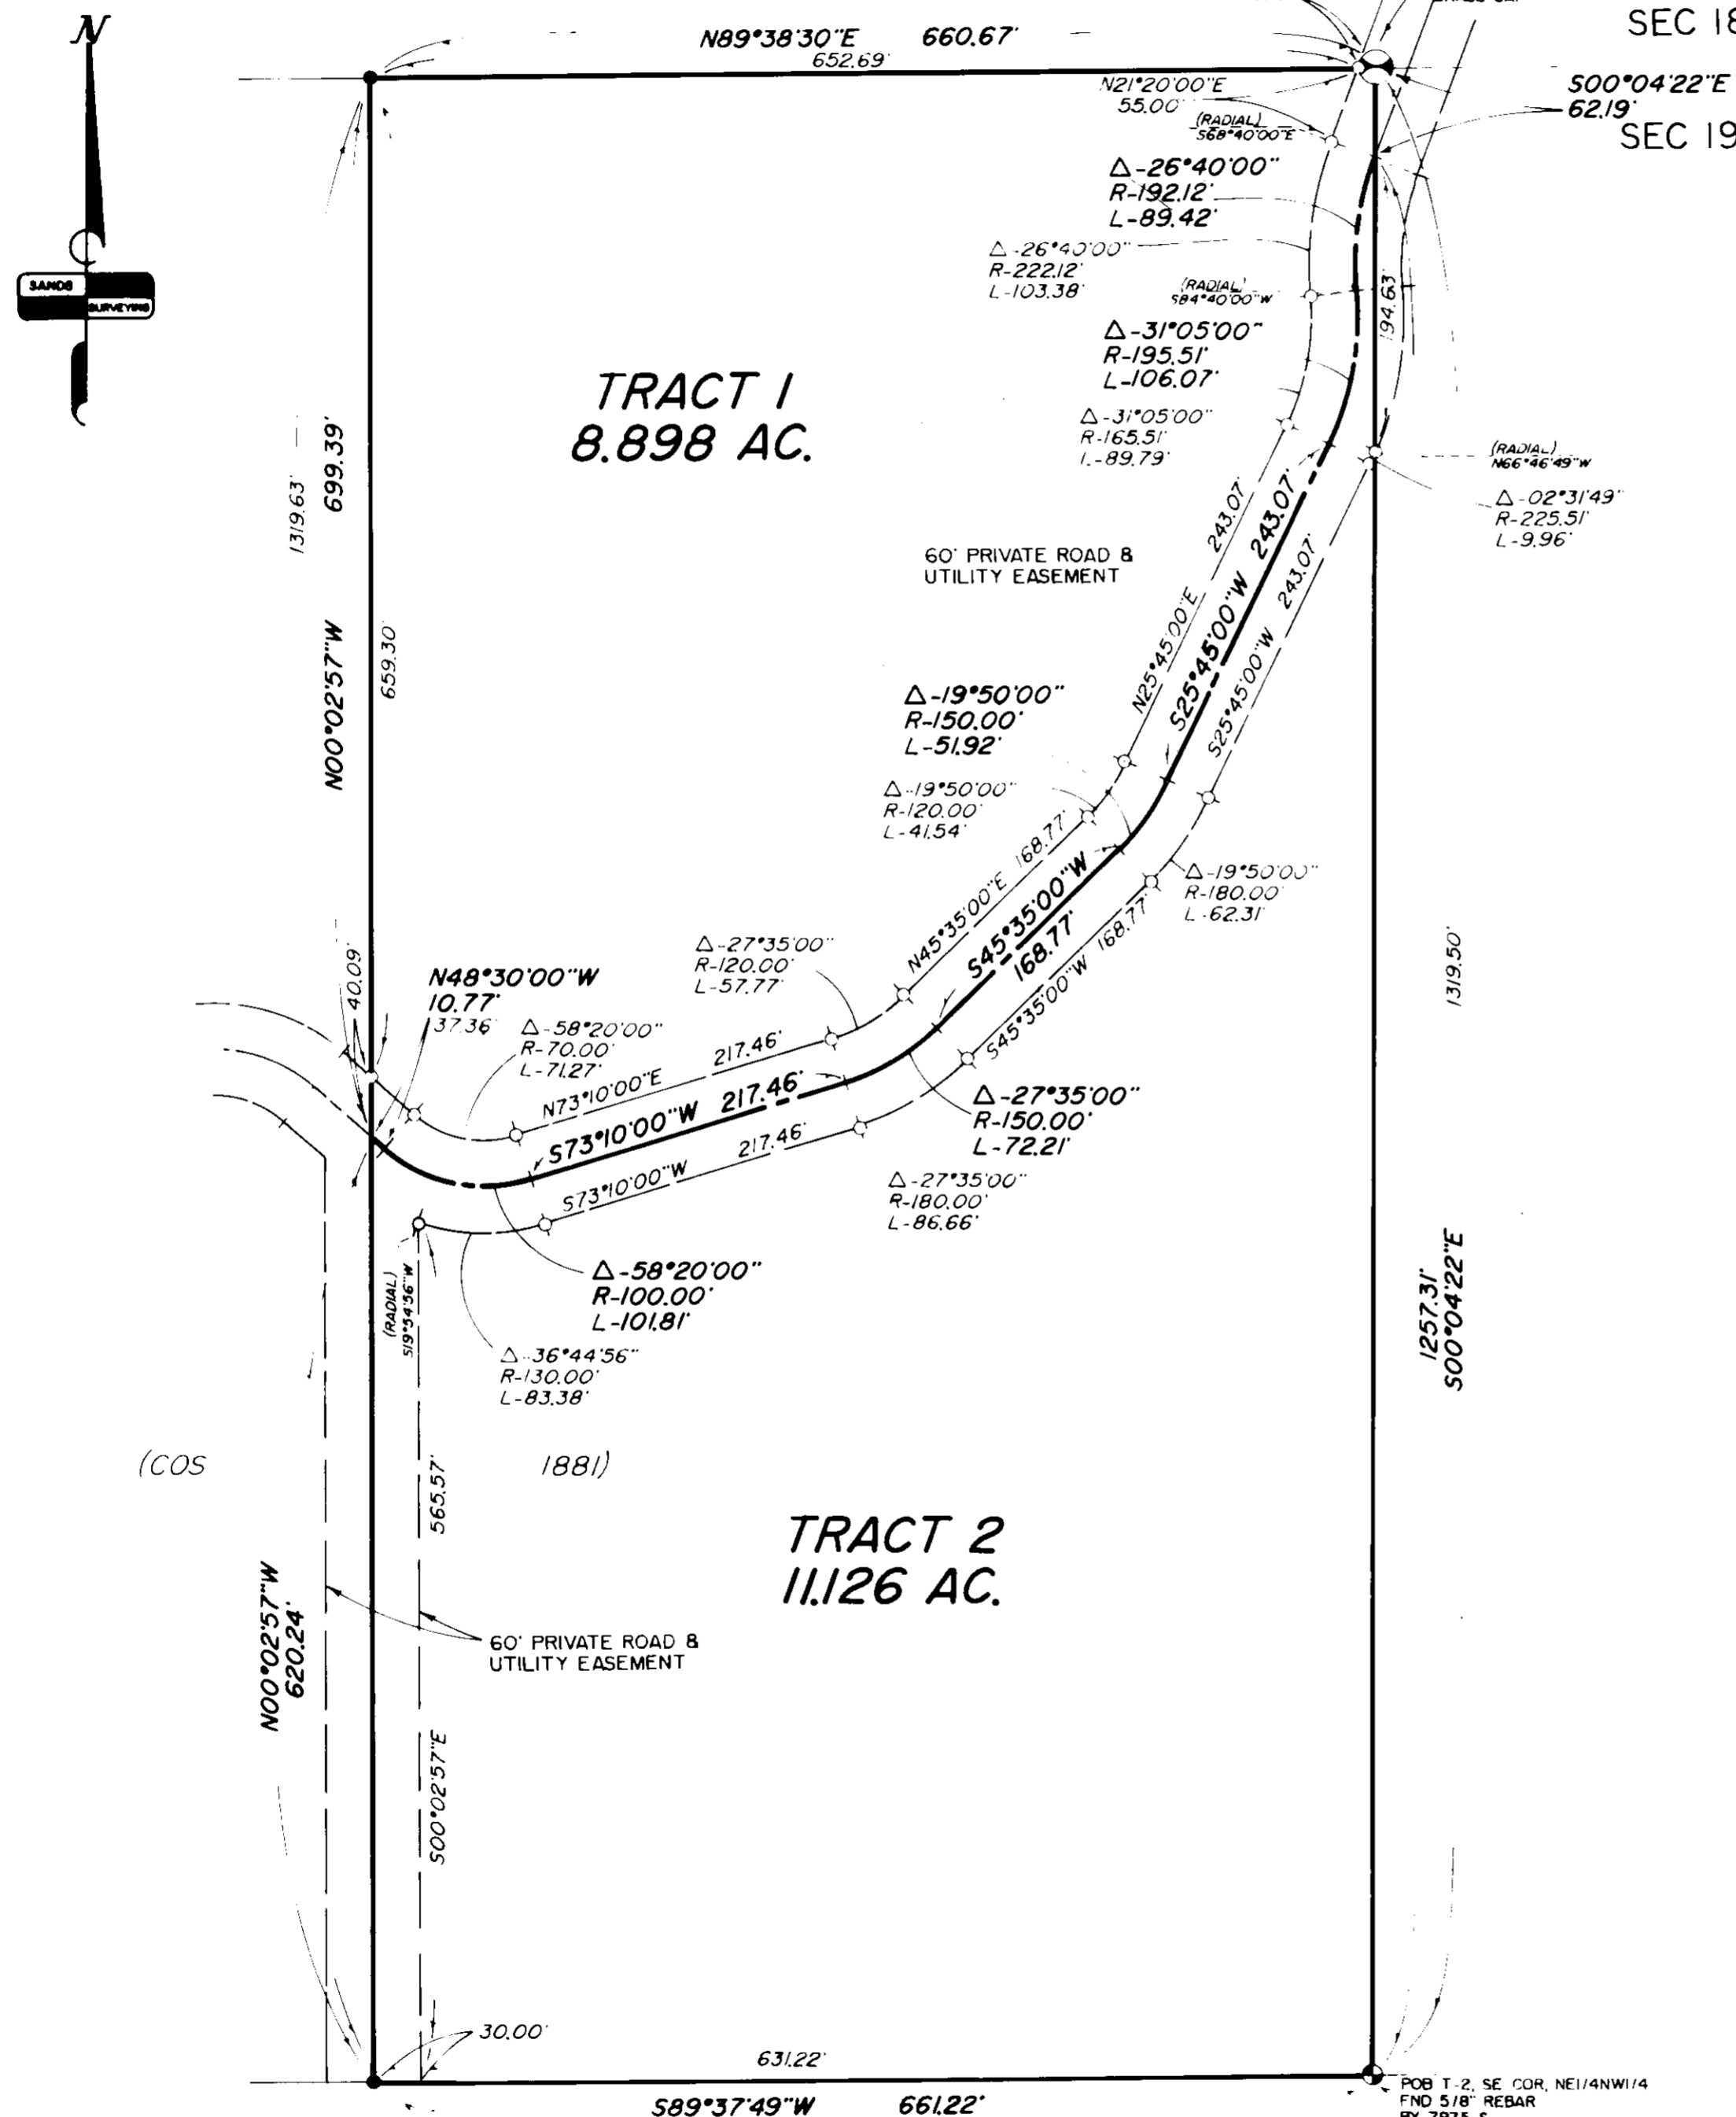 N
SANDS
SURVEYING
N89°38'30"E 660.67'
652.69'
SEC 18
S00°04'22"E
62.19'
SEC 19
N21°20'00"E
55.00'
(RADIAL)
S68°40'00"E
Δ-26°40'00"
R-192.12'
L-89.42'
Δ-26°40'00"
R-222.12'
L-103.38'
(RADIAL)
S84°40'00"W
194.63'
Δ-31°05'00"
R-195.51'
L-106.07'
Δ-31°05'00"
R-165.51'
L-89.79'
(RADIAL)
N66°46'49"W
Δ-02°31'49"
R-225.51'
L-9.96'
TRACT 1
8.898 AC.
1319.63'
N00°02'57"W 699.39'
659.30'
60' PRIVATE ROAD &
UTILITY EASEMENT
N25°45'00"E 243.07'
S25°45'00"W 243.07'
S25°45'00"W 243.07'
Δ-19°50'00"
R-150.00'
L-51.92'
Δ-19°50'00"
R-120.00'
L-41.54'
Δ-19°50'00"
R-180.00'
L-62.31'
N45°35'00"E 168.77'
S45°35'00"W
168.77'
S45°35'00"W 168.77'
1319.50'
Δ-27°35'00"
R-120.00'
L-57.77'
40.09'
N48°30'00"W
10.77'
37.36'
Δ-58°20'00"
R-70.00'
L-71.27'
N73°10'00"E 217.46'
S73°10'00"W 217.46'
S73°10'00"W 217.46'
Δ-27°35'00"
R-150.00'
L-72.21'
Δ-27°35'00"
R-180.00'
L-86.66'
Δ-58°20'00"
R-100.00'
L-101.81'
(RADIAL)
S19°54'56"W
Δ-36°44'56"
R-130.00'
L-83.38'
1257.31'
S00°04'22"E
(COS 1881)
565.57'
TRACT 2
11.126 AC.
N00°02'57"W
620.24'
60' PRIVATE ROAD &
UTILITY EASEMENT
S00°02'57"E
30.00'
631.22'
S89°37'49"W 661.22'
POB T-2, SE COR, NE1/4NW1/4
FND 5/8" REBAR
BY 7975 S